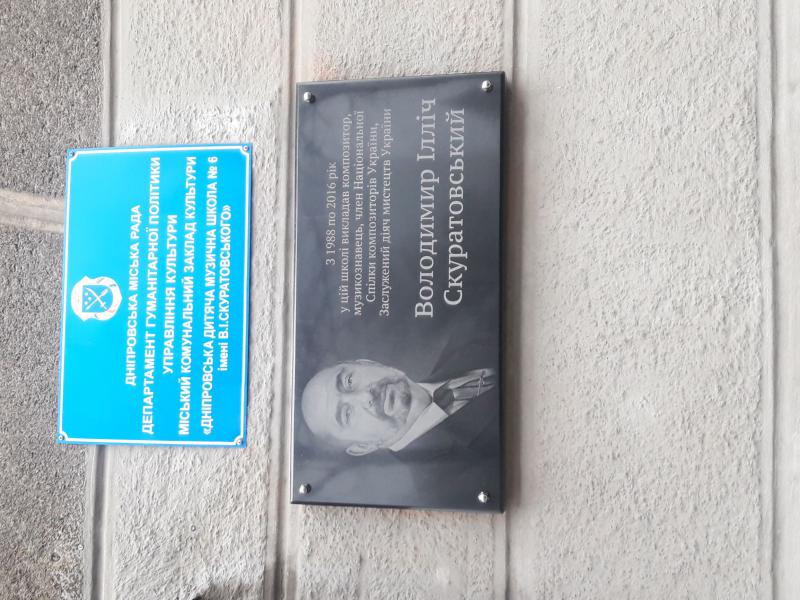 ДНІПРОВСЬКА МІСЬКА РАДА
ДЕПАРТАМЕНТ ГУМАНІТАРНОЇ ПОЛІТИКИ
УПРАВЛІННЯ КУЛЬТУРИ
МІСЬКИЙ КОМУНАЛЬНИЙ ЗАКЛАД КУЛЬТУРИ
«ДНІПРОВСЬКА ДИТЯЧА МУЗИЧНА ШКОЛА № 6
імені В.І.СКУРАТОВСЬКОГО»
З 1988 по 2016 рік
у цій школі викладав композитор,
музикознавець, член Національної
Спілки композиторів України,
Заслужений діяч мистецтв України
Володимир Ілліч
Скуратовський